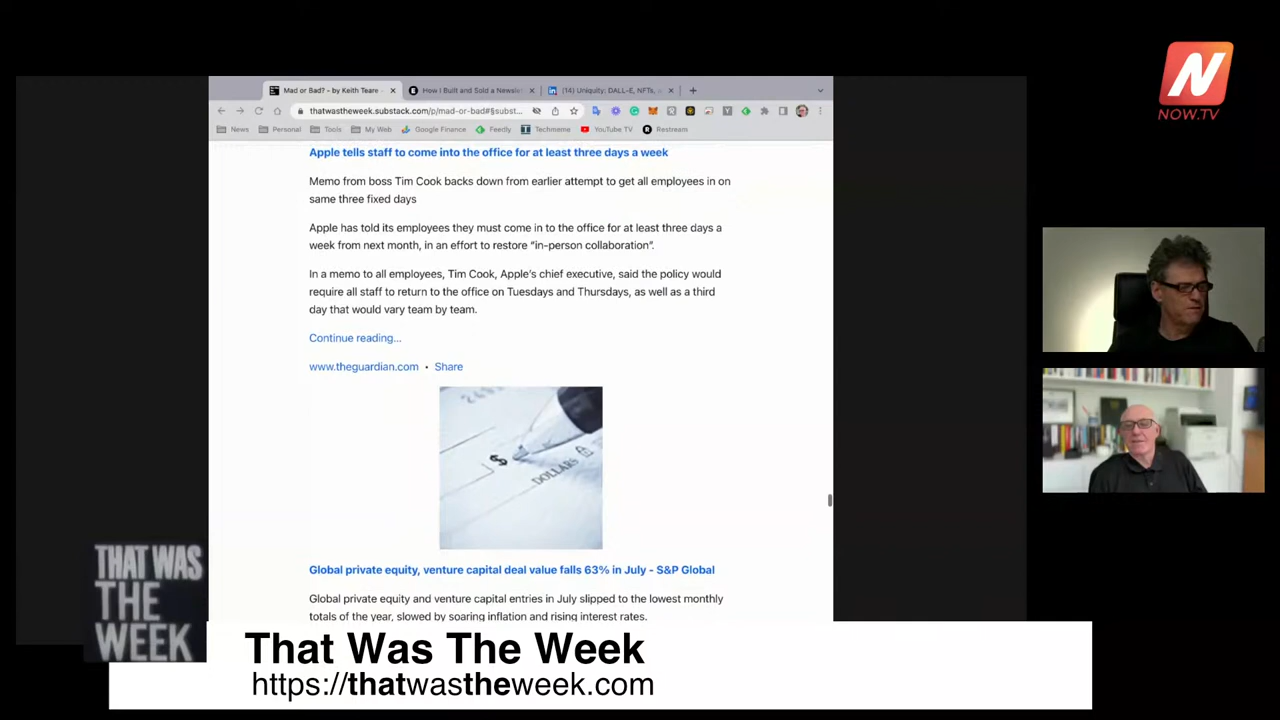 N
NOW.TV
Mad or Bad? - by Keith Teare
How I Built and Sold a Newsle
(14) Uniquity: DALL-E, NFTs,
thatwastheweek.substack.com/p/mad-or-bad#§subst...
News
Personal
Tools
My Web
Google Finance
Feedly
Techmeme
YouTube TV
Restream
Apple tells staff to come into the office for at least three days a week
Memo from boss Tim Cook backs down from earlier attempt to get all employees in on
same three fixed days
Apple has told its employees they must come in to the office for at least three days a
week from next month, in an effort to restore “in-person collaboration”.
In a memo to all employees, Tim Cook, Apple’s chief executive, said the policy would
require all staff to return to the office on Tuesdays and Thursdays, as well as a third
day that would vary team by team.
Continue reading...
www.theguardian.com • Share
$
DOLLARS
Global private equity, venture capital deal value falls 63% in July - S&P Global
Global private equity and venture capital entries in July slipped to the lowest monthly
totals of the year, slowed by soaring inflation and rising interest rates.
THAT WAS
THE
WEEK
That Was The Week
https://thatwastheweek.com